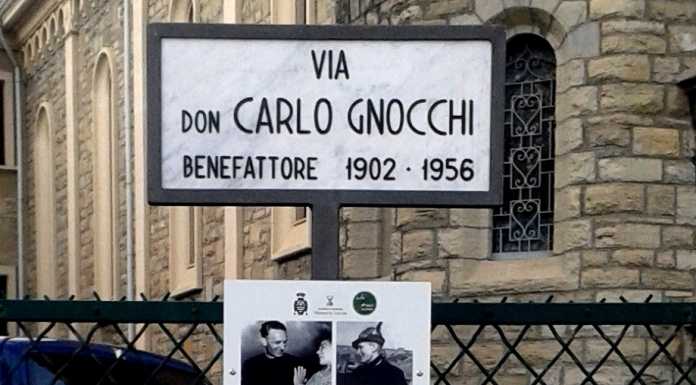 VIA
DON CARLO GNOCCHI
BENEFATTORE 1902 · 1956